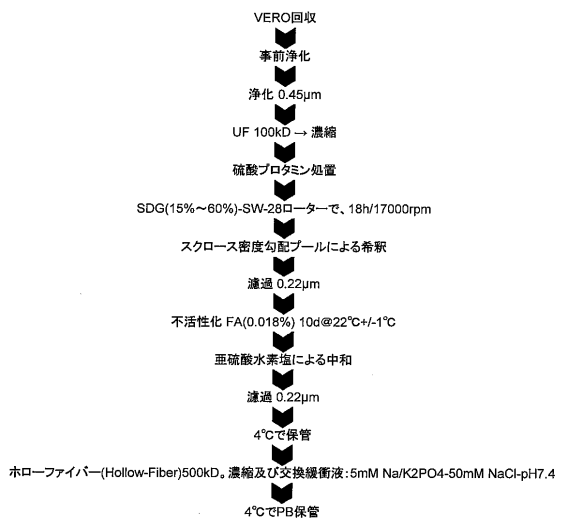 VERO回収
事前浄化
浄化 0.45μm
UF 100kD → 濃縮
硫酸プロタミン処置
SDG(15%～60%)-SW-28ローターで、18h/17000rpm
スクロース密度勾配プールによる希釈
濾過 0.22μm
不活性化 FA(0.018%) 10d@22℃+/-1℃
亜硫酸水素塩による中和
濾過 0.22μm
4℃で保管
ホローファイバー(Hollow-Fiber)500kD。濃縮及び交換緩衝液：5mM Na/K2PO4-50mM NaCl-pH7.4
4℃でPB保管